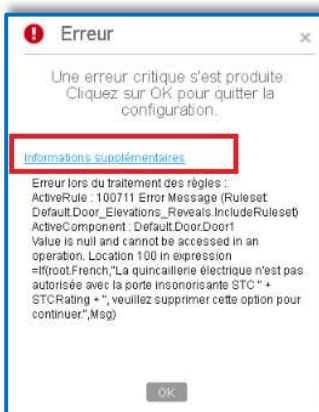 Erreur
Une erreur critique s'est produite.
Cliquez sur OK pour quitter la
configuration.
Informations supplémentaires
Erreur lors du traitement des règles :
ActiveRule : 100711 Error Message (Ruleset:
Default.Door_Elevations_Reveals.IncludeRuleset)
ActiveComponent : Default.Door.Door1
Value is null and cannot be accessed in an
operation. Location 100 in expression
=If(root.French,"La quincaillerie électrique n'est pas
autorisée avec la porte insonorisante STC " +
STCRating + ", veuillez supprimer cette option pour
continuer.",Msg)
OK